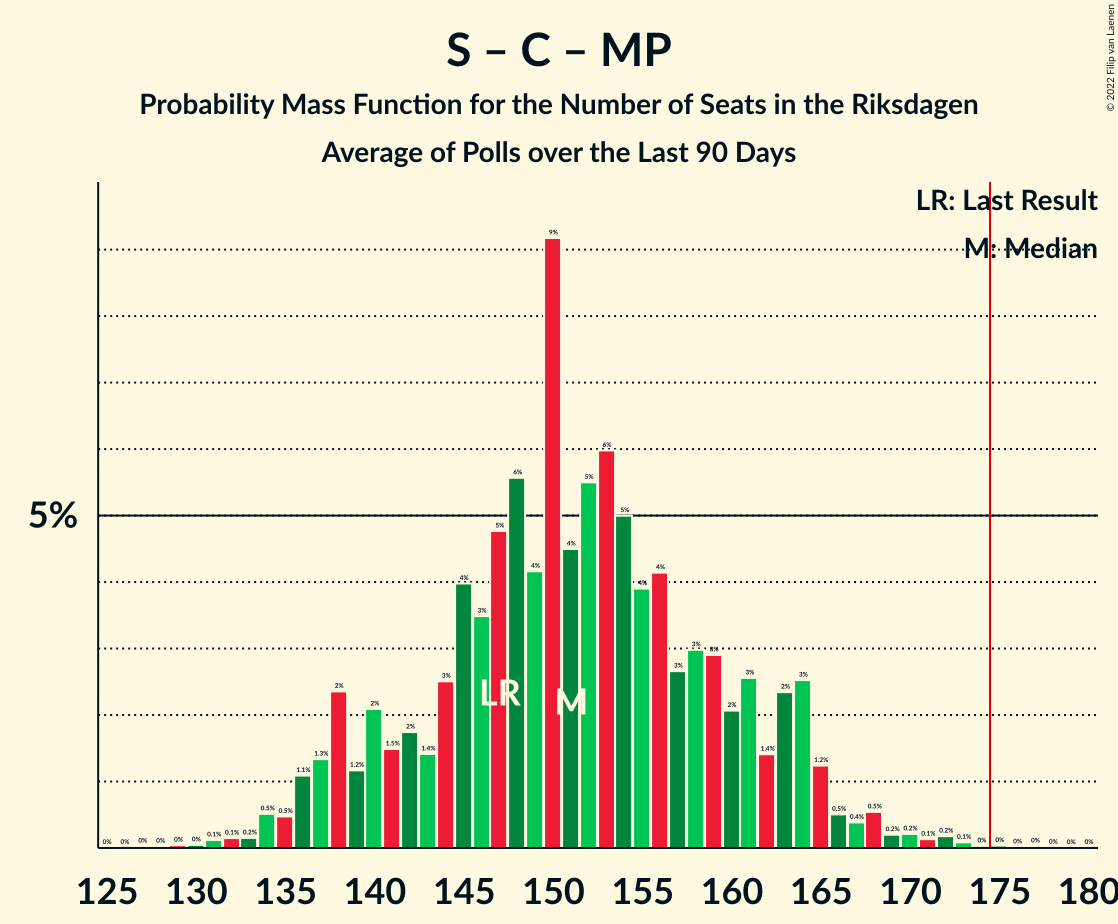 S – C – MP
Probability Mass Function for the Number of Seats in the Riksdagen
Average of Polls over the Last 90 Days
© 2022 Filip van Laenen
LR: Last Result
M: Median
5%
0% 0% 0% 0% 0% 0% 0.1% 0.1% 0.2% 0.5% 0.5% 1.1% 1.3% 2% 1.2% 2% 1.5% 2% 1.4% 3% 4% 3% 5% 6% 4% 9% 4% 5% 6% 5% 4% 4% 3% 3% 3% 2% 3% 1.4% 2% 3% 1.2% 0.5% 0.4% 0.5% 0.2% 0.2% 0.1% 0.2% 0.1% 0% 0% 0% 0% 0% 0% 0%
LR M
125 130 135 140 145 150 155 160 165 170 175 180